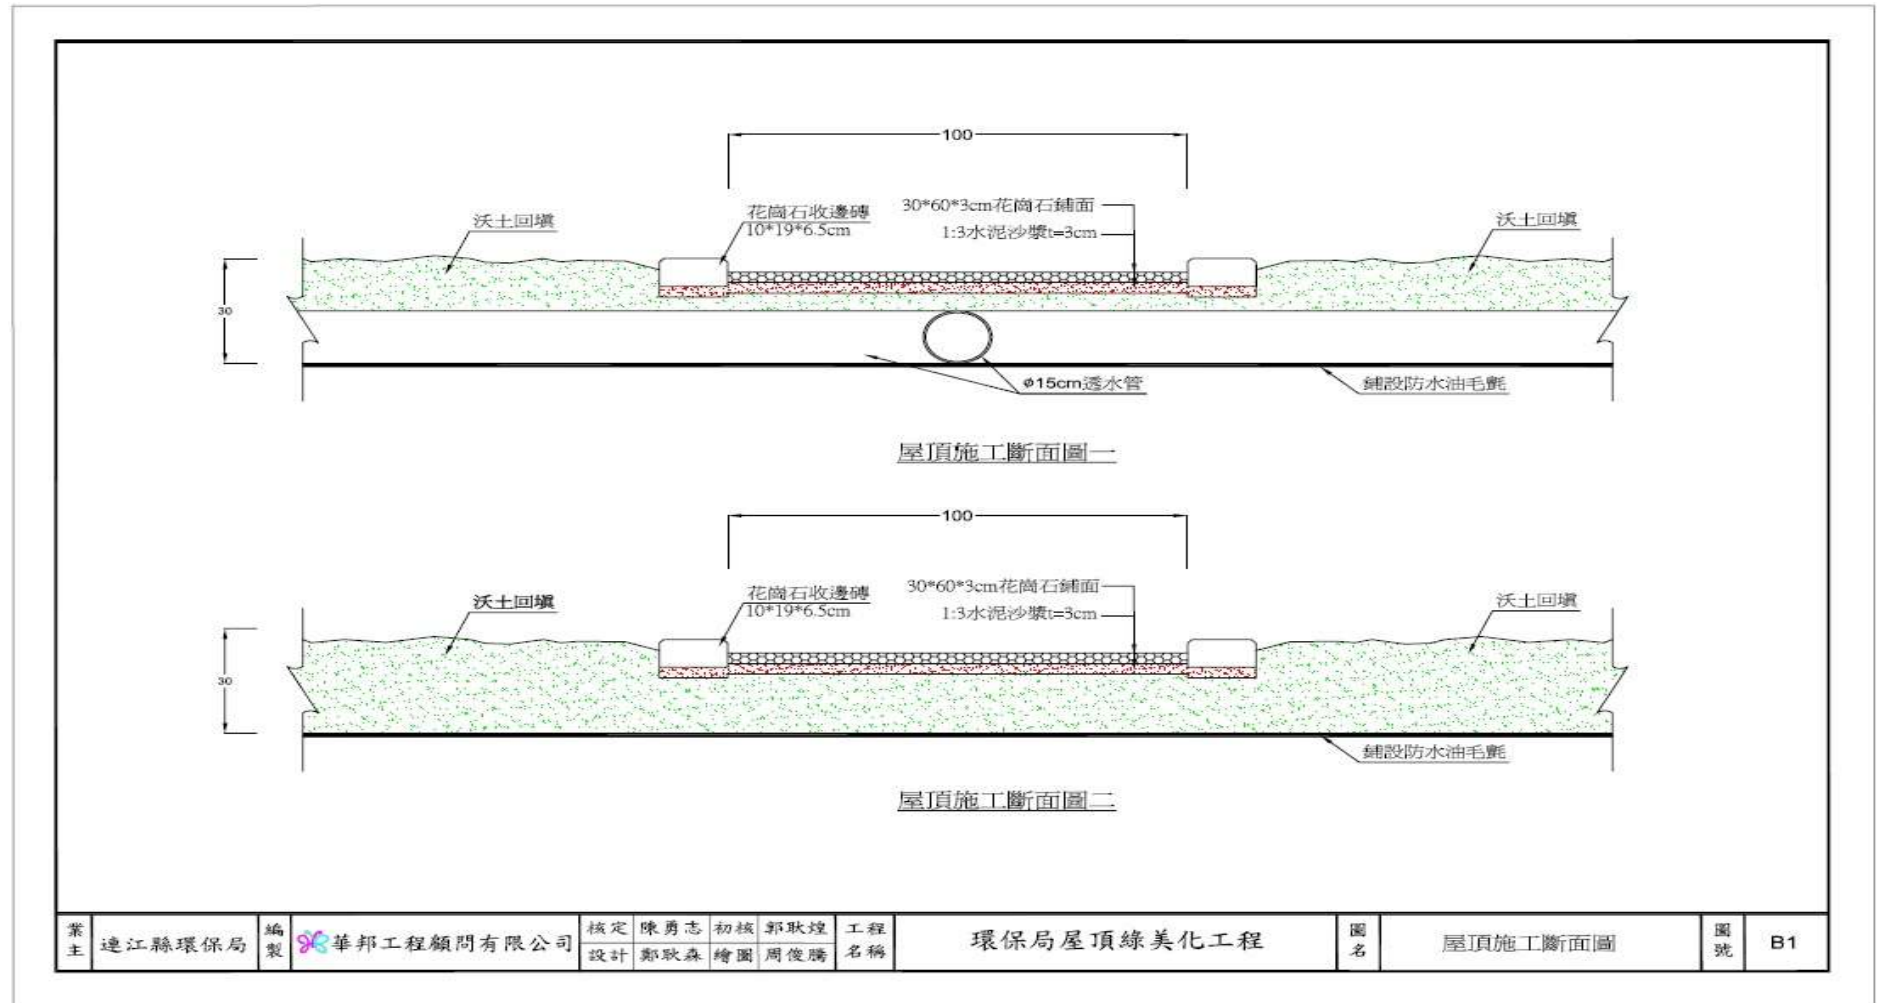 100
沃土回填
花崗石收邊磚
10*19*6.5cm
30*60*3cm花崗石鋪面
1:3水泥沙漿t=3cm
沃土回填
30
ø15cm透水管
鋪設防水油毛氈
屋頂施工斷面圖一
100
沃土回填
花崗石收邊磚
10*19*6.5cm
30*60*3cm花崗石鋪面
1:3水泥沙漿t=3cm
沃土回填
30
鋪設防水油毛氈
屋頂施工斷面圖二
業主 連江縣環保局 編製 華邦工程顧問有限公司
核定 陳勇志 初核 郭耿煌
設計 鄭耿森 繪圖 周俊騰
工程名稱 環保局屋頂綠美化工程
圖名 屋頂施工斷面圖
圖號 B1